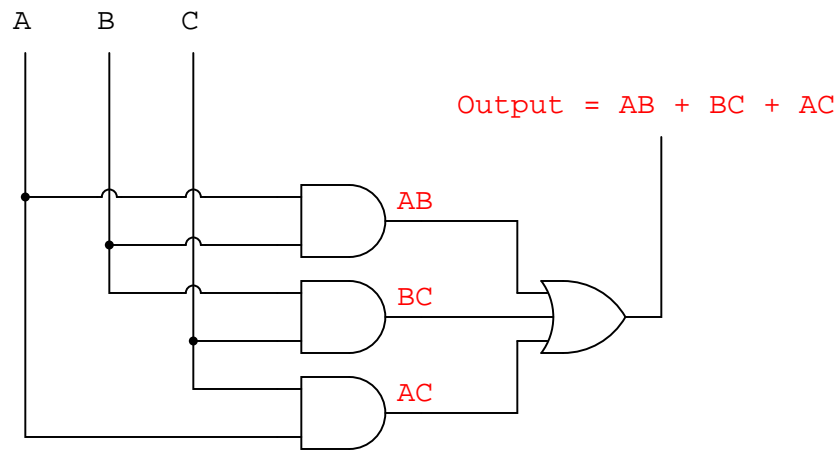 A B C
Output = AB + BC + AC
AB
BC
AC